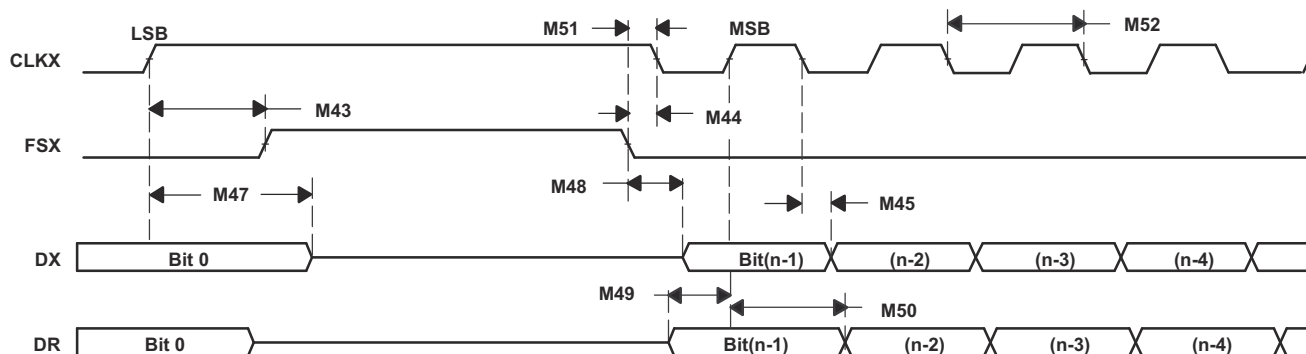 LSB
M51
MSB
M52
CLKX
M43
M44
FSX
M47
M48
M45
DX
Bit 0
Bit(n-1)
(n-2)
(n-3)
(n-4)
M49
M50
DR
Bit 0
Bit(n-1)
(n-2)
(n-3)
(n-4)